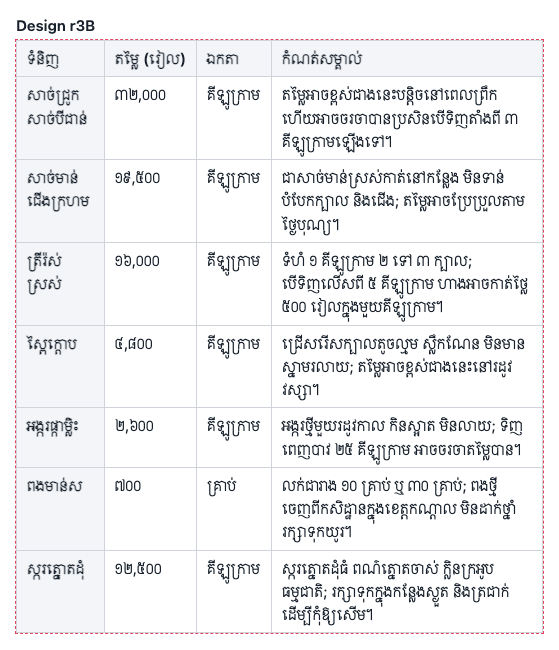 Design r3B
ទំនិញ តម្លៃ (រៀល) ឯកតា កំណត់សម្គាល់
សាច់ជ្រូក ៣២,០០០ គីឡូក្រាម តម្លៃអាចខ្ពស់ជាងនេះបន្តិចនៅពេលព្រឹក
សាច់បីជាន់ ហើយអាចចរចាបានប្រសិនបើទិញតាំងពី ៣
គីឡូក្រាមឡើងទៅ។
សាច់មាន់ ១៩,៥០០ គីឡូក្រាម ជាសាច់មាន់ស្រស់កាត់នៅកន្លែង មិនទាន់
ជើងក្រហម បំបែកក្បាល និងជើង; តម្លៃអាចប្រែប្រួលតាម
ថ្ងៃបុណ្យ។
ត្រីរ៉ស់ ១៦,០០០ គីឡូក្រាម ទំហំ ១ គីឡូក្រាម ២ ទៅ ៣ ក្បាល;
ស្រស់ បើទិញលើសពី ៥ គីឡូក្រាម ហាងអាចកាត់ថ្លៃ
៥០០ រៀលក្នុងមួយគីឡូក្រាម។
ស្ពៃក្តោប ៤,៨០០ គីឡូក្រាម ជ្រើសរើសក្បាលតូចល្មម ស្លឹកណែន មិនមាន
ស្នាមរលាយ; តម្លៃអាចខ្ពស់ជាងនេះនៅរដូវ
វស្សា។
អង្ករផ្កាម្លិះ ២,៦០០ គីឡូក្រាម អង្ករថ្មីមួយរដូវកាល កិនស្អាត មិនលាយ; ទិញ
ពេញបាវ ២៥ គីឡូក្រាម អាចចរចាតម្លៃបាន។
ពងមាន់ស ៧០០ គ្រាប់ លក់ជារាង ១០ គ្រាប់ ឬ ៣០ គ្រាប់; ពងថ្មី
ចេញពីកសិដ្ឋានក្នុងខេត្តកណ្តាល មិនដាក់ថ្នាំ
រក្សាទុកយូរ។
ស្ករត្នោតដុំ ១២,៥០០ គីឡូក្រាម ស្ករត្នោតដុំធំ ពណ៌ត្នោតចាស់ ក្លិនក្រអូប
ធម្មជាតិ; រក្សាទុកក្នុងកន្លែងស្ងួត និងត្រជាក់
ដើម្បីកុំឱ្យសើម។